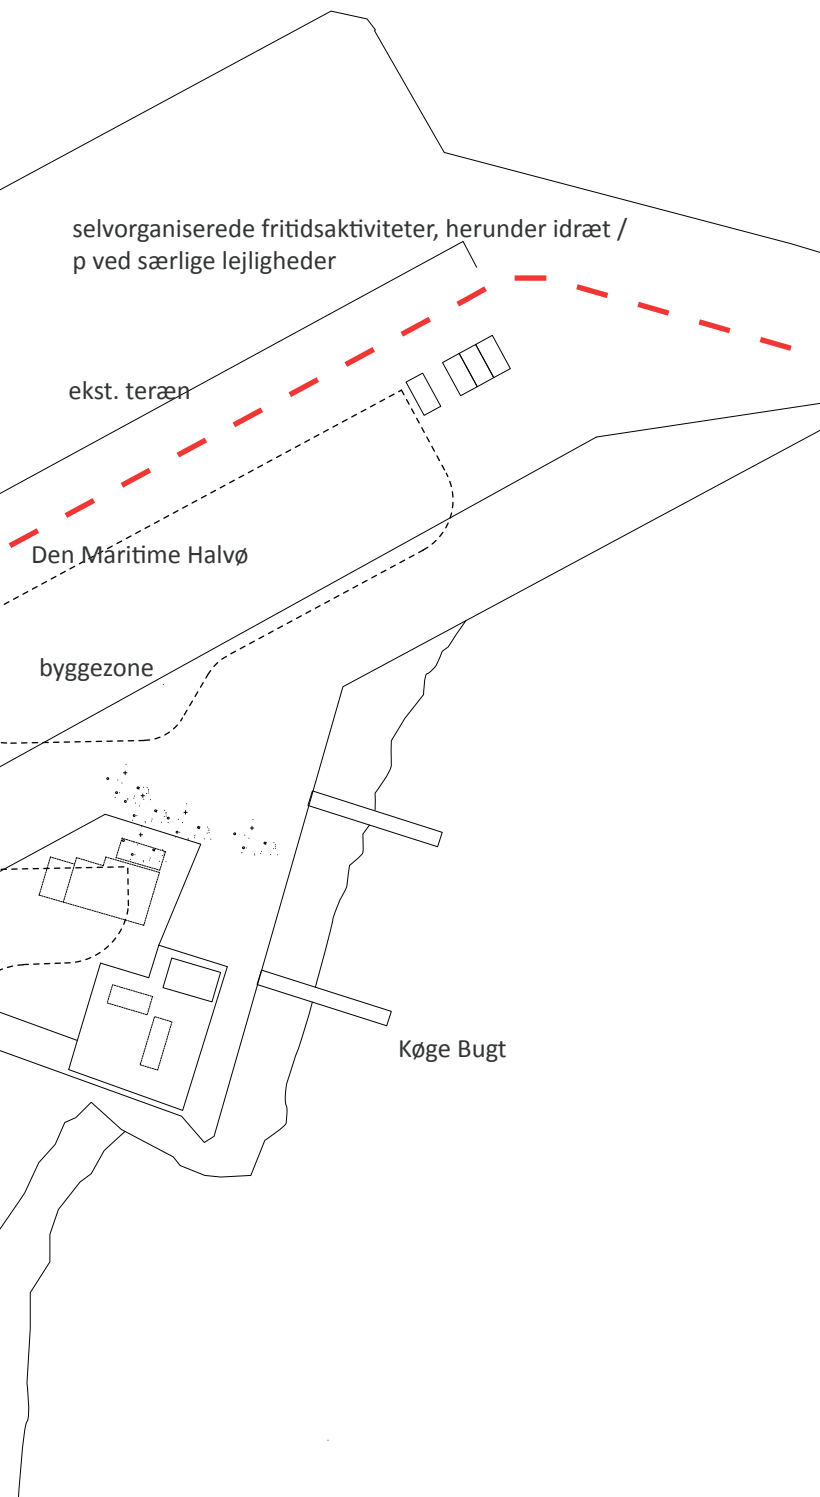 selvorganiserede fritidsaktiviteter, herunder idræt /
p ved særlige lejligheder
ekst. teræn
Den Maritime Halvø
byggezone
Køge Bugt